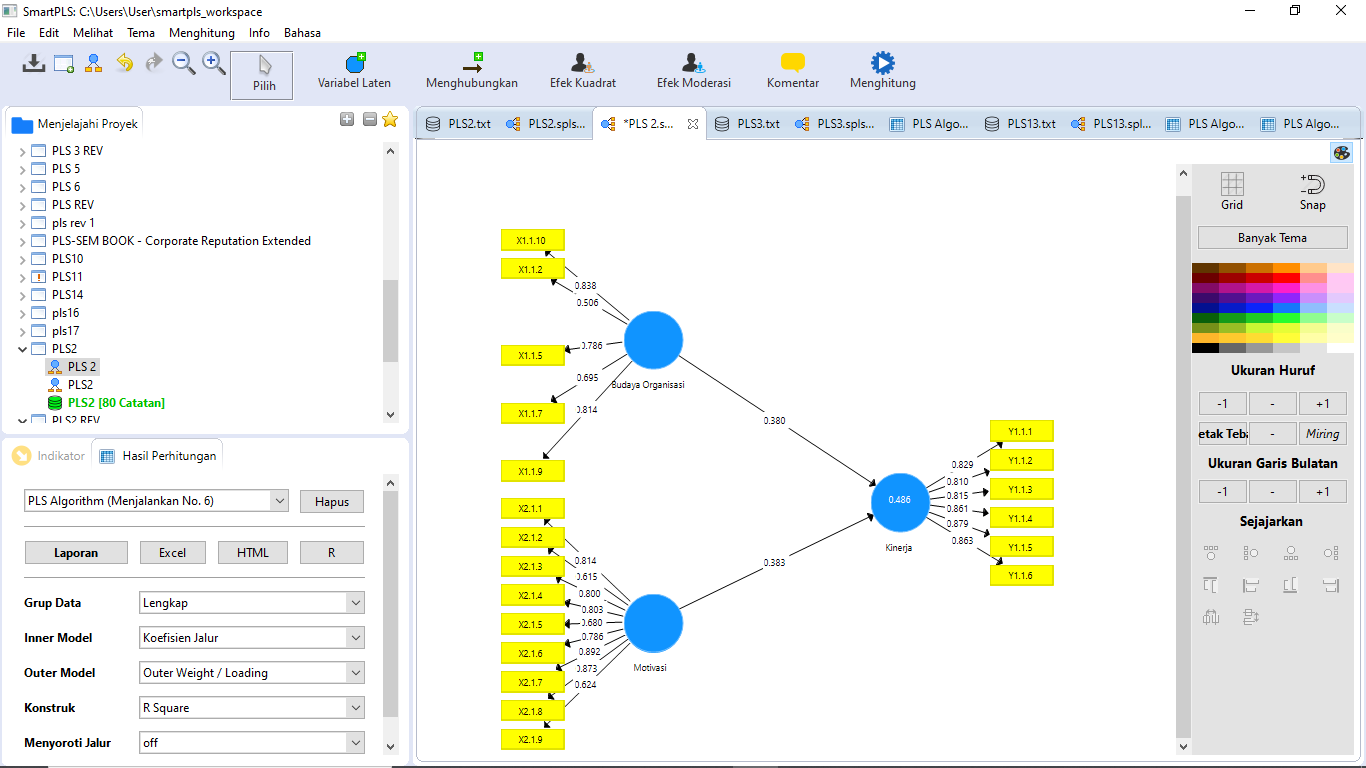 SmartPLS: C:\Users\User\smartpls_workspace
File Edit Melihat Tema Menghitung Info Bahasa
Pilih
Variabel Laten
Menghubungkan
Efek Kuadrat
Efek Moderasi
Komentar
Menghitung
Menjelajahi Proyek
PLS 3 REV
PLS 5
PLS 6
PLS REV
pls rev 1
PLS-SEM BOOK - Corporate Reputation Extended
PLS10
PLS11
PLS14
pls16
pls17
PLS2
PLS 2
PLS2
PLS2 [80 Catatan]
PLS2 REV
Indikator
Hasil Perhitungan
PLS Algorithm (Menjalankan No. 6)
Hapus
Laporan
Excel
HTML
R
Grup Data
Lengkap
Inner Model
Koefisien Jalur
Outer Model
Outer Weight / Loading
Konstruk
R Square
Menyoroti Jalur
off
PLS2.txt
PLS2.spls...
*PLS 2.s...
PLS3.txt
PLS3.spls...
PLS Algo...
PLS13.txt
PLS13.spl...
PLS Algo...
PLS Algo...
X1.1.10
X1.1.2
0.838
0.506
X1.1.5
0.786
0.695
Budaya Organisasi
X1.1.7
0.814
X1.1.9
0.380
X2.1.1
X2.1.2
X2.1.3
X2.1.4
X2.1.5
X2.1.6
X2.1.7
X2.1.8
X2.1.9
0.814
0.615
0.800
0.803
0.680
0.786
0.892
0.873
0.624
Motivasi
0.383
0.486
Kinerja
0.829
0.810
0.815
0.861
0.879
0.863
Y1.1.1
Y1.1.2
Y1.1.3
Y1.1.4
Y1.1.5
Y1.1.6
Grid
Snap
Banyak Tema
Ukuran Huruf
-1 - +1
etak Teba - Miring
Ukuran Garis Bulatan
-1 - +1
Sejajarkan